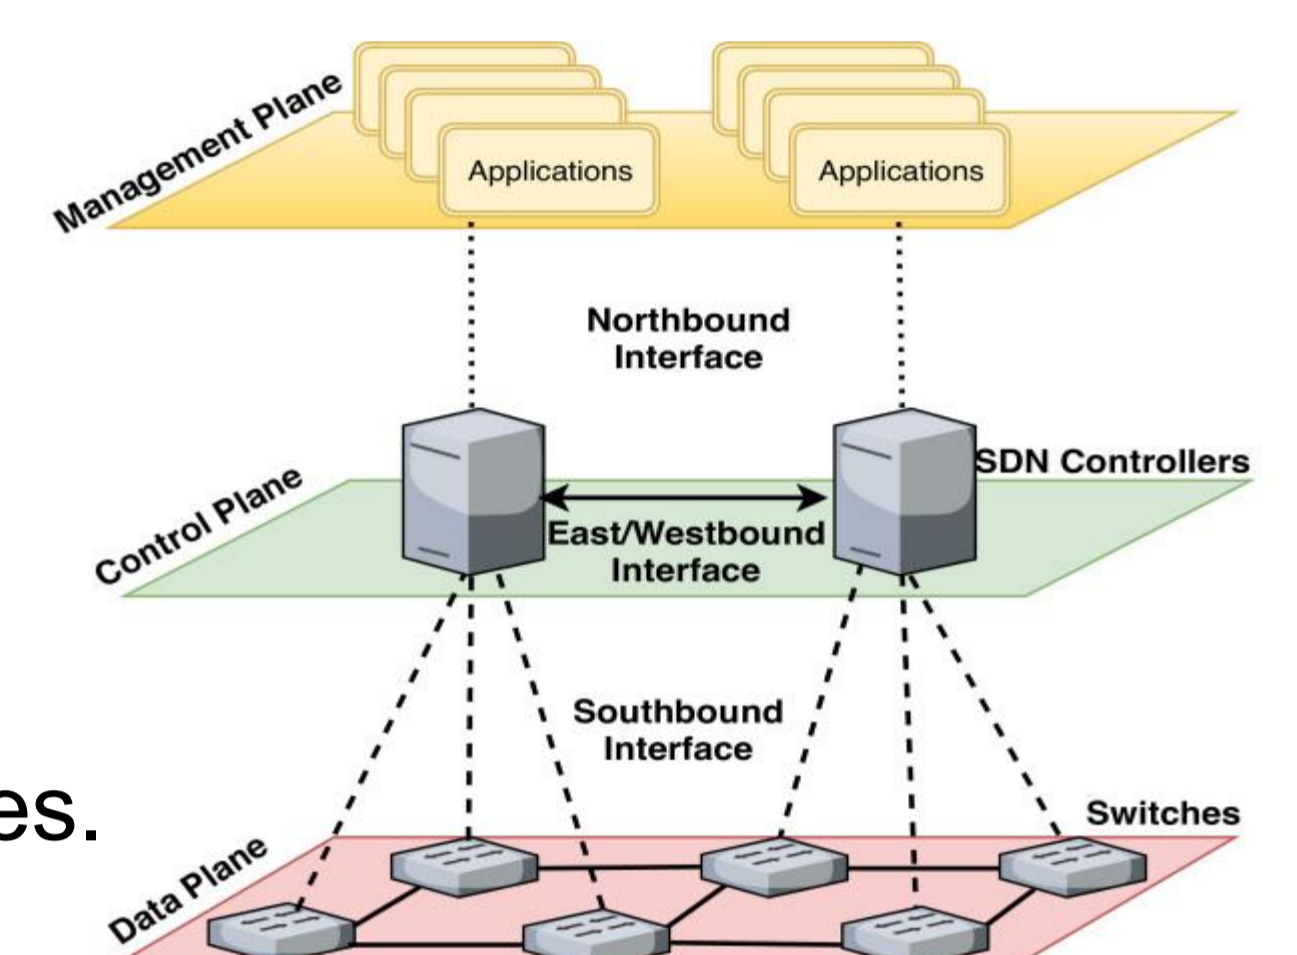 Management Plane
Applications
Applications
Northbound
Interface
SDN Controllers
Control Plane
East/Westbound
Interface
Southbound
Interface
es.
Switches
Data Plane